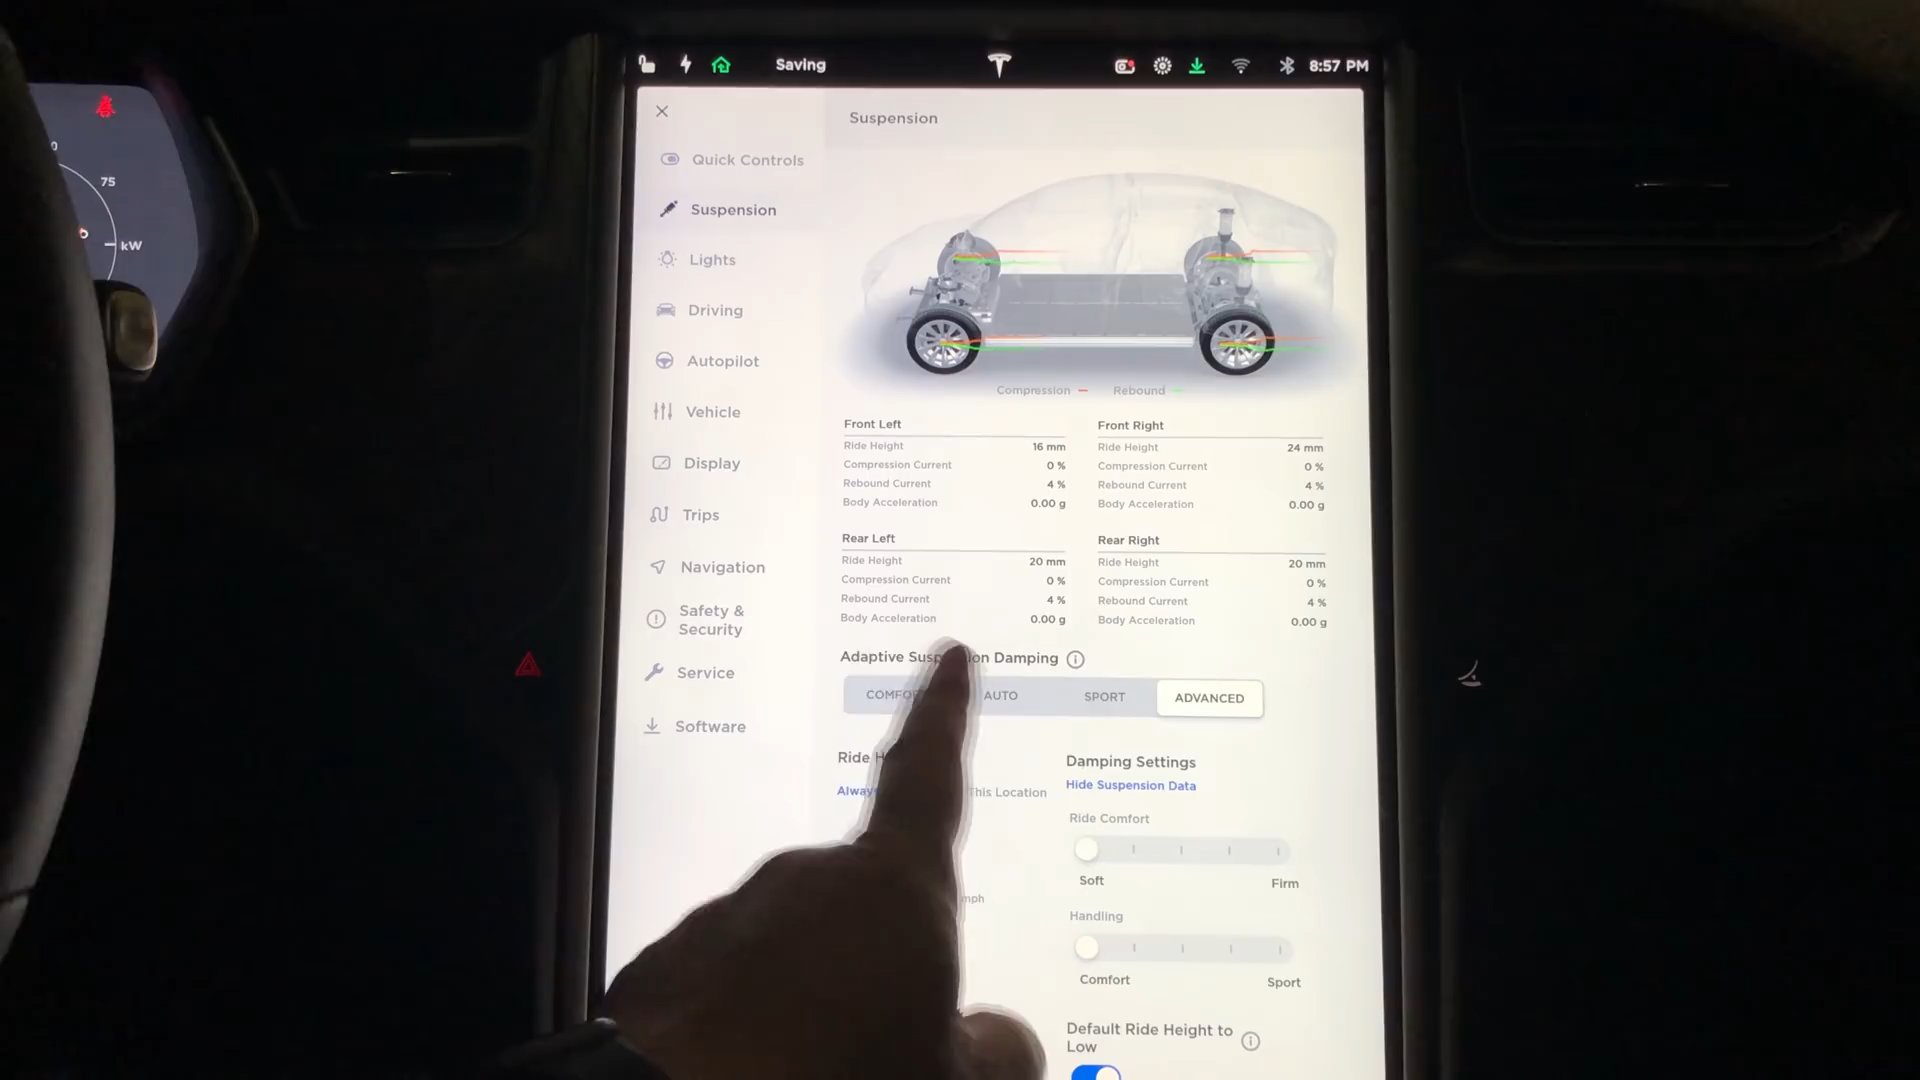 Saving
8:57 PM
75
kW
Suspension
Quick Controls
Suspension
Lights
Driving
Autopilot
Vehicle
Display
Trips
Navigation
Safety &
Security
Service
Software
Compression
Rebound
Front Left
Ride Height 16 mm
Compression Current 0 %
Rebound Current 4 %
Body Acceleration 0.00 g
Front Right
Ride Height 24 mm
Compression Current 0 %
Rebound Current 4 %
Body Acceleration 0.00 g
Rear Left
Ride Height 20 mm
Compression Current 0 %
Rebound Current 4 %
Body Acceleration 0.00 g
Rear Right
Ride Height 20 mm
Compression Current 0 %
Rebound Current 4 %
Body Acceleration 0.00 g
Adaptive Suspension Damping
AUTO SPORT ADVANCED
Ride
Always This Location
mph
Damping Settings
Hide Suspension Data
Ride Comfort
Soft Firm
Handling
Comfort Sport
Default Ride Height to
Low